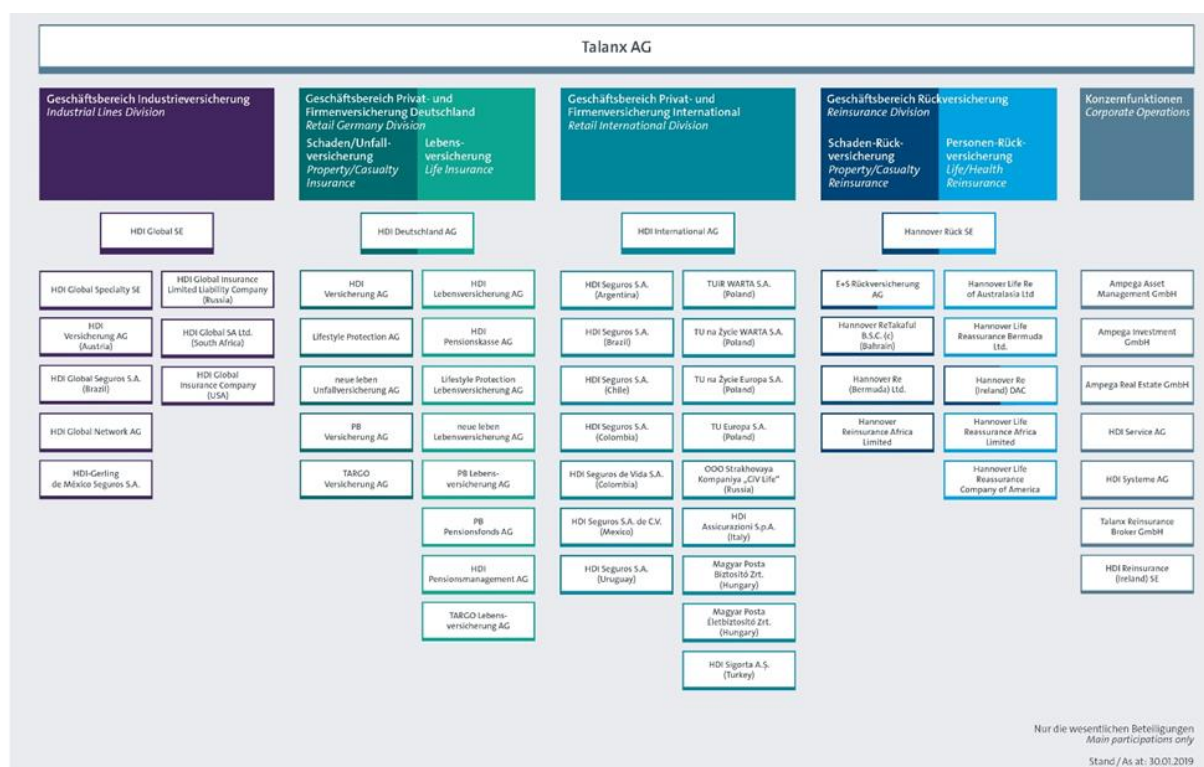 Talanx AG
Geschäftsbereich Industrieversicherung
Industrial Lines Division
Geschäftsbereich Privat- und
Firmenversicherung Deutschland
Retail Germany Division
Schaden/Unfall-
versicherung
Property/Casualty
Insurance
Lebens-
versicherung
Life Insurance
Geschäftsbereich Privat- und
Firmenversicherung International
Retail International Division
Geschäftsbereich Rückversicherung
Reinsurance Division
Schaden-Rück-
versicherung
Property/Casualty
Reinsurance
Personen-Rück-
versicherung
Life/Health
Reinsurance
Konzernfunktionen
Corporate Operations
HDI Global SE
HDI Deutschland AG
HDI International AG
Hannover Rück SE
HDI Global Specialty SE
HDI
Versicherung AG
(Austria)
HDI Global Seguros S.A.
(Brazil)
HDI Global Network AG
HDI-Gerling
de México Seguros S.A.
HDI Global Insurance
Limited Liability Company
(Russia)
HDI Global SA Ltd.
(South Africa)
HDI Global
Insurance Company
(USA)
HDI
Versicherung AG
Lifestyle Protection AG
neue leben
Unfallversicherung AG
PB
Versicherung AG
TARGO
Versicherung AG
HDI
Lebensversicherung AG
HDI
Pensionskasse AG
Lifestyle Protection
Lebensversicherung AG
neue leben
Lebensversicherung AG
PB Lebens-
versicherung AG
PB
Pensionsfonds AG
HDI
Pensionsmanagement AG
TARGO Lebens-
versicherung AG
HDI Seguros S.A.
(Argentina)
HDI Seguros S.A.
(Brazil)
HDI Seguros S.A.
(Chile)
HDI Seguros S.A.
(Colombia)
HDI Seguros de Vida S.A.
(Colombia)
HDI Seguros S.A. de C.V.
(Mexico)
HDI Seguros S.A.
(Uruguay)
TUiR WARTA S.A.
(Poland)
TU na Życie WARTA S.A.
(Poland)
TU na Życie Europa S.A.
(Poland)
TU Europa S.A.
(Poland)
OOO Strakhovaya
Kompaniya „CiV Life“
(Russia)
HDI
Assicurazioni S.p.A.
(Italy)
Magyar Posta
Biztosító Zrt.
(Hungary)
Magyar Posta
Életbiztosító Zrt.
(Hungary)
HDI Sigorta A.Ş.
(Turkey)
E+S Rückversicherung
AG
Hannover ReTakaful
B.S.C. (c)
(Bahrain)
Hannover Re
(Bermuda) Ltd.
Hannover
Reinsurance Africa
Limited
Hannover Life Re
of Australasia Ltd
Hannover Life
Reassurance Bermuda
Ltd.
Hannover Re
(Ireland) DAC
Hannover Life
Reassurance Africa
Limited
Hannover Life
Reassurance
Company of America
Ampega Asset
Management GmbH
Ampega Investment
GmbH
Ampega Real Estate GmbH
HDI Service AG
HDI Systeme AG
Talanx Reinsurance
Broker GmbH
HDI Reinsurance
(Ireland) SE
Nur die wesentlichen Beteiligungen
Main participations only
Stand / As at: 30.01.2019